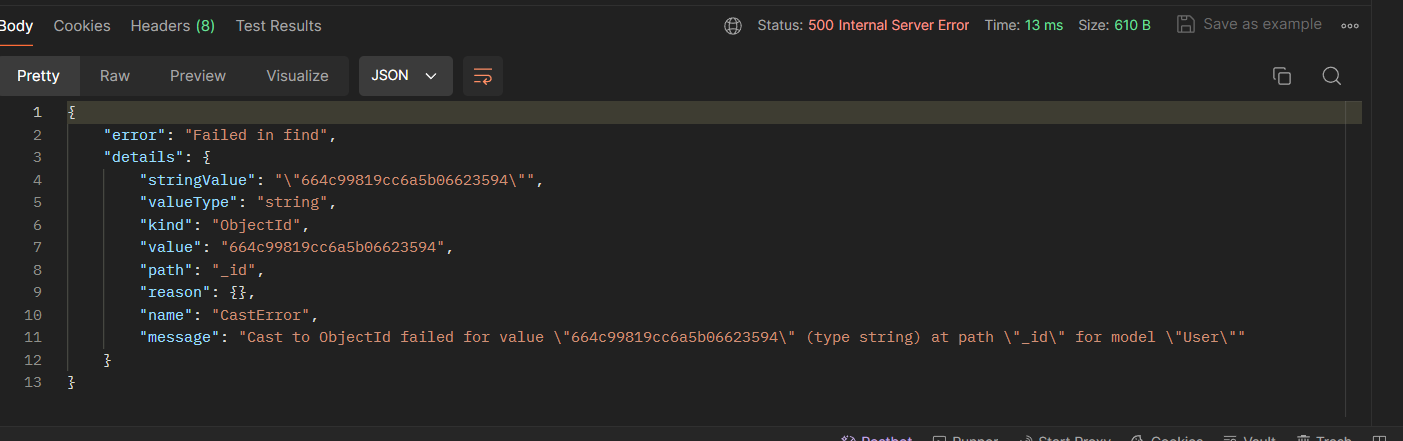 Body Cookies Headers (8) Test Results Status: 500 Internal Server Error Time: 13 ms Size: 610 B Save as example
Pretty Raw Preview Visualize JSON
1 {
2 "error": "Failed in find",
3 "details": {
4 "stringValue": "\"664c99819cc6a5b06623594\"",
5 "valueType": "string",
6 "kind": "ObjectId",
7 "value": "664c99819cc6a5b06623594",
8 "path": "_id",
9 "reason": {},
10 "name": "CastError",
11 "message": "Cast to ObjectId failed for value \"664c99819cc6a5b06623594\" (type string) at path \"_id\" for model \"User\""
12 }
13 }
Postbot Runner Start Proxy Cookies Vault Trash